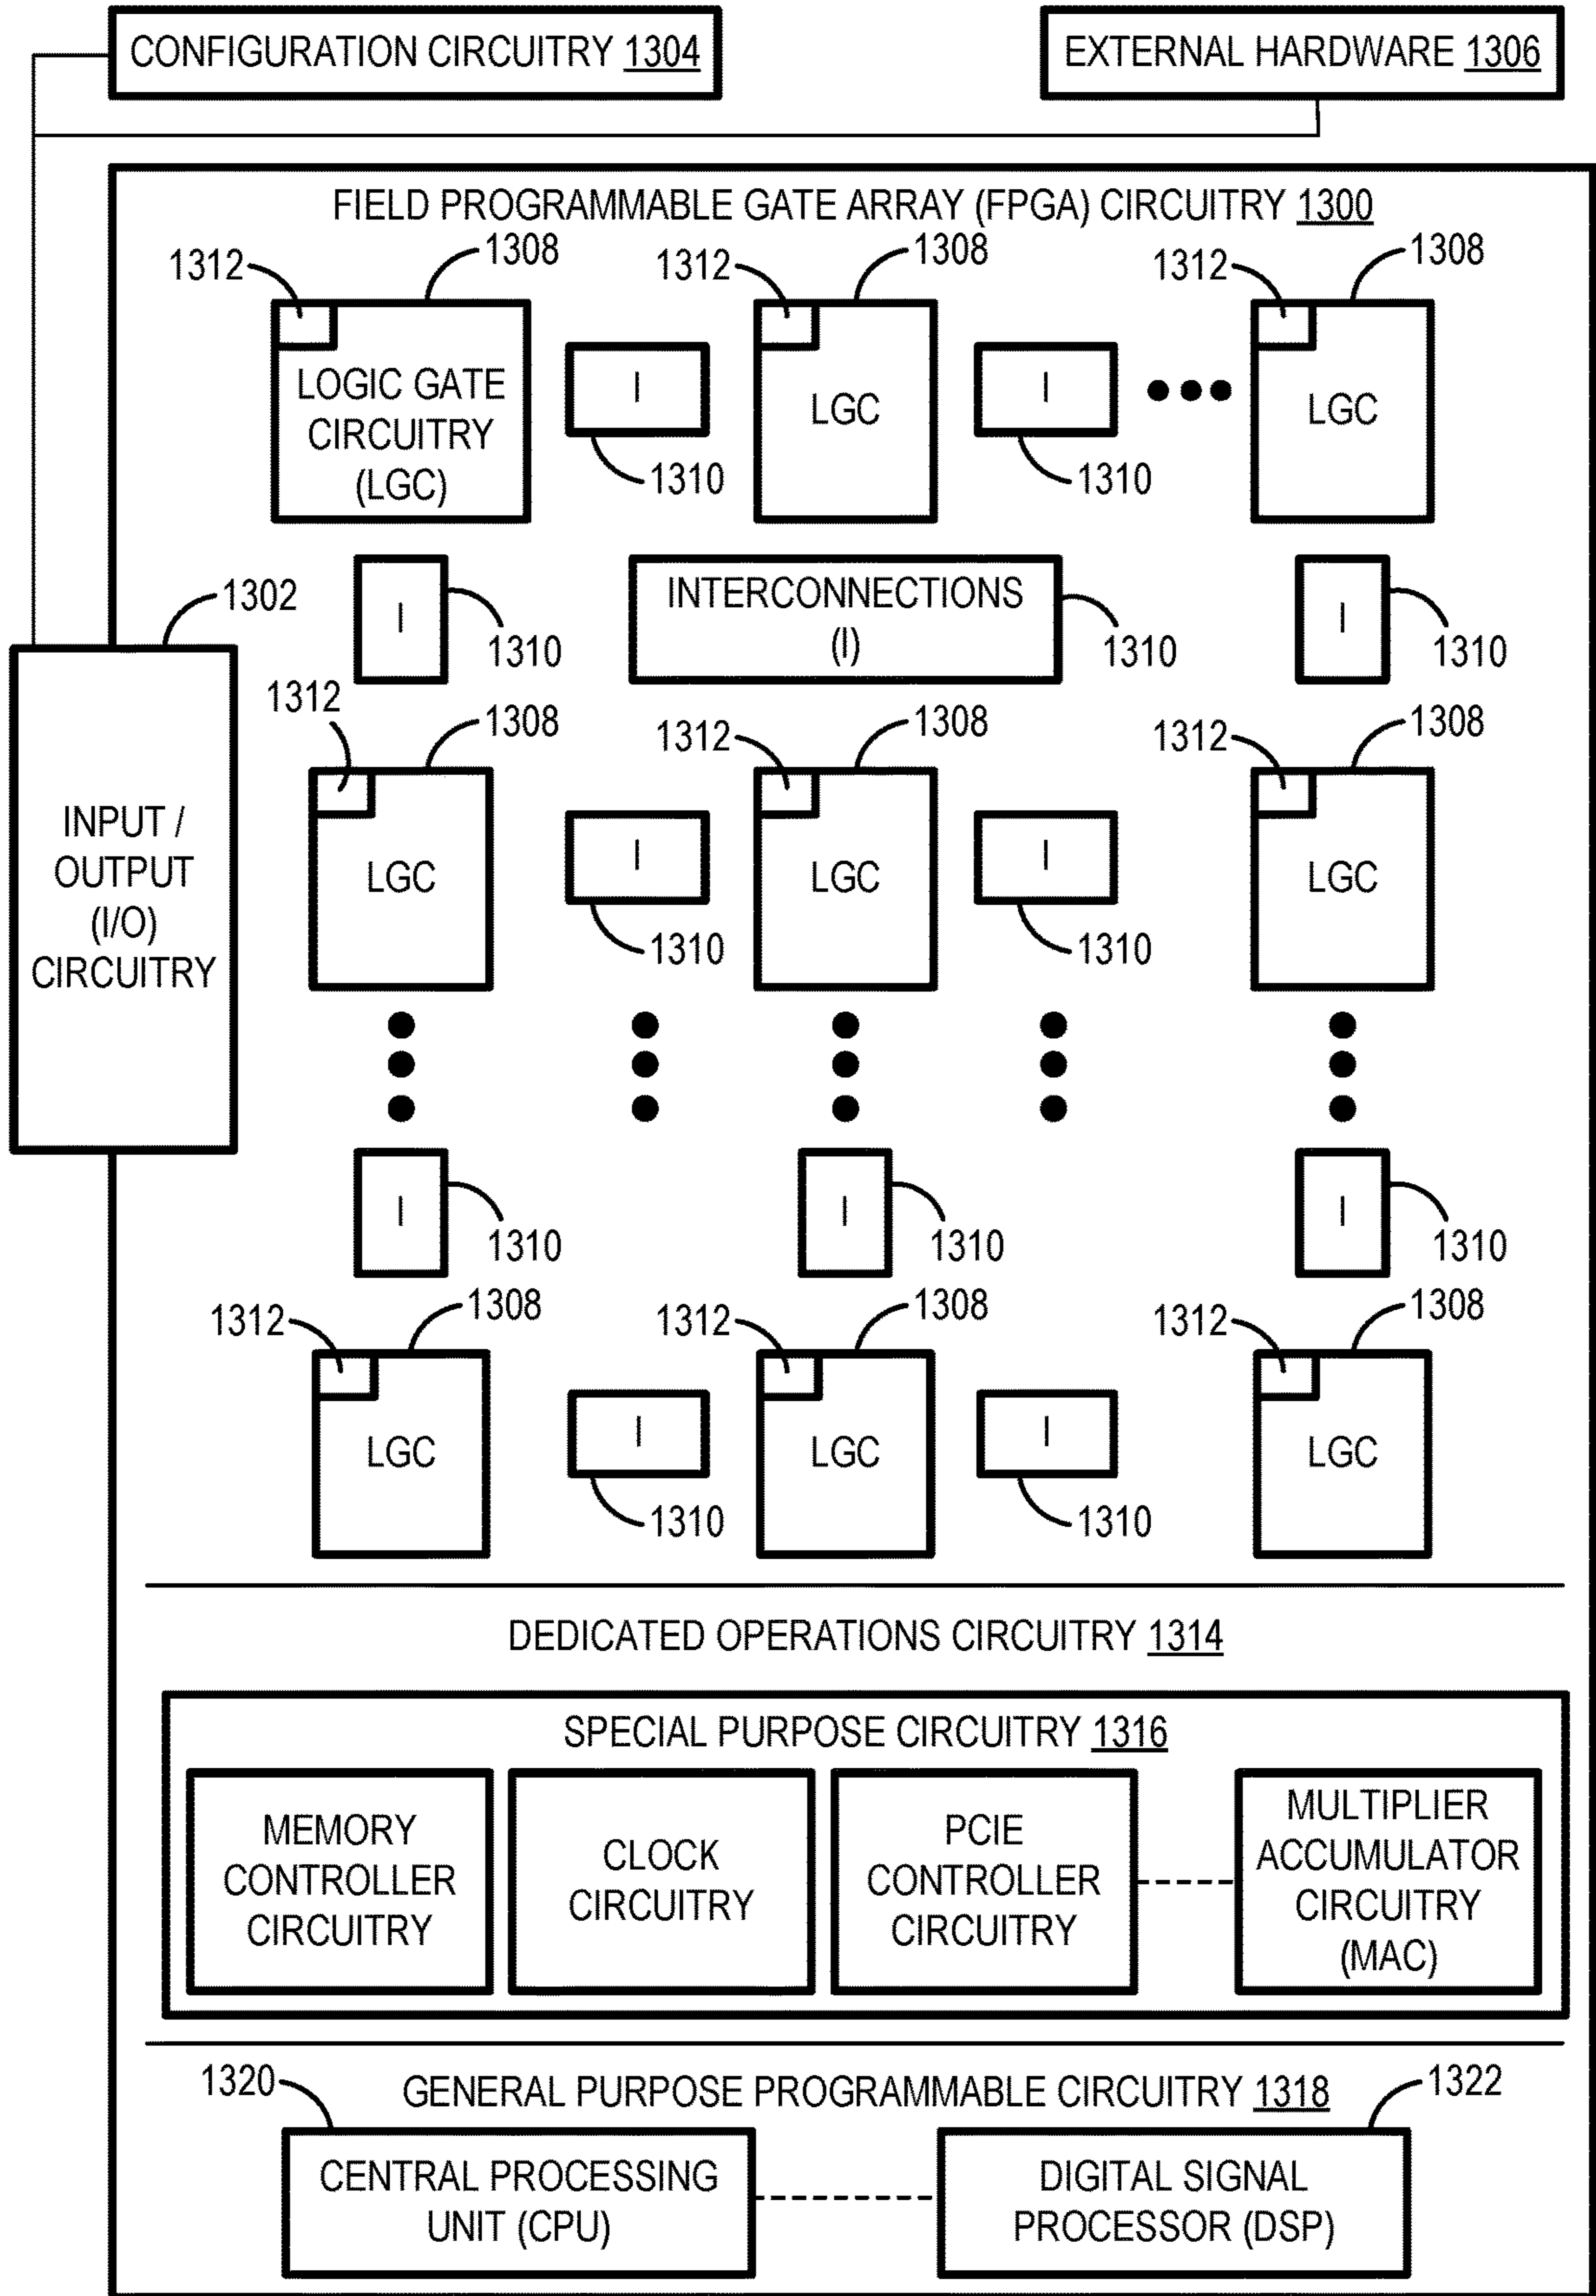 CONFIGURATION CIRCUITRY 1304
EXTERNAL HARDWARE 1306
FIELD PROGRAMMABLE GATE ARRAY (FPGA) CIRCUITRY 1300
1312
1308
1312
1308
1312
1308
LOGIC GATE
CIRCUITRY
(LGC)
I
LGC
I
LGC
1310
1310
1302
I
1310
INTERCONNECTIONS
(I)
1310
I
1310
INPUT /
OUTPUT
(I/O)
CIRCUITRY
1312
1308
1312
1308
1312
1308
LGC
I
LGC
I
LGC
1310
1310
I
1310
I
1310
I
1310
1312
1308
1312
1308
1312
1308
LGC
I
LGC
I
LGC
1310
1310
DEDICATED OPERATIONS CIRCUITRY 1314
SPECIAL PURPOSE CIRCUITRY 1316
MEMORY
CONTROLLER
CIRCUITRY
CLOCK
CIRCUITRY
PCIE
CONTROLLER
CIRCUITRY
MULTIPLIER
ACCUMULATOR
CIRCUITRY
(MAC)
1320
GENERAL PURPOSE PROGRAMMABLE CIRCUITRY 1318
1322
CENTRAL PROCESSING
UNIT (CPU)
DIGITAL SIGNAL
PROCESSOR (DSP)